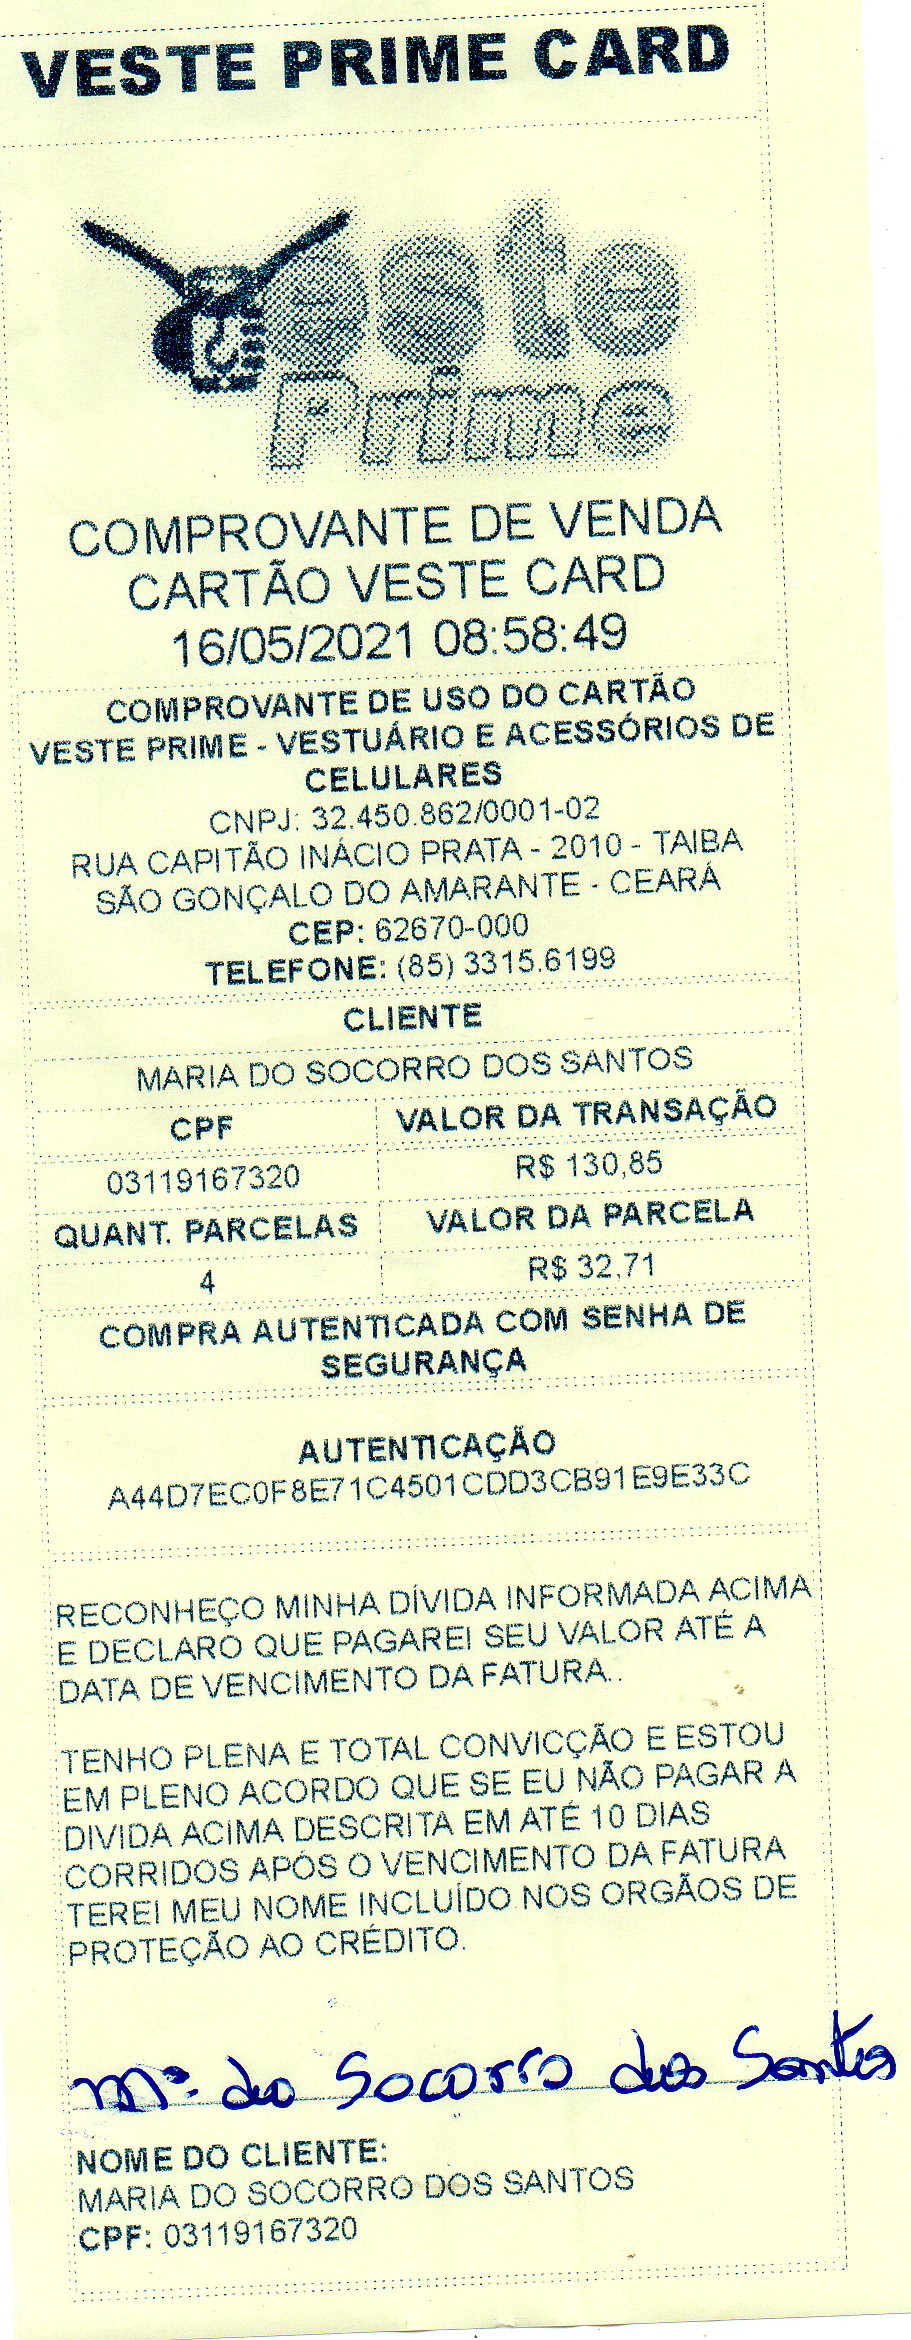 VESTE PRIME CARD
este
Prime
COMPROVANTE DE VENDA
CARTÃO VESTE CARD
16/05/2021 08:58:49
COMPROVANTE DE USO DO CARTÃO
VESTE PRIME - VESTUÁRIO E ACESSÓRIOS DE
CELULARES
CNPJ: 32.450.862/0001-02
RUA CAPITÃO INÁCIO PRATA - 2010 - TAIBA
SÃO GONÇALO DO AMARANTE - CEARÁ
CEP: 62670-000
TELEFONE: (85) 3315.6199
CLIENTE
MARIA DO SOCORRO DOS SANTOS
CPF VALOR DA TRANSAÇÃO
03119167320 R$ 130,85
QUANT. PARCELAS VALOR DA PARCELA
4 R$ 32,71
COMPRA AUTENTICADA COM SENHA DE
SEGURANÇA
AUTENTICAÇÃO
A44D7EC0F8E71C4501CDD3CB91E9E33C
RECONHEÇO MINHA DÍVIDA INFORMADA ACIMA
E DECLARO QUE PAGAREI SEU VALOR ATÉ A
DATA DE VENCIMENTO DA FATURA..
TENHO PLENA E TOTAL CONVICÇÃO E ESTOU
EM PLENO ACORDO QUE SE EU NÃO PAGAR A
DIVIDA ACIMA DESCRITA EM ATÉ 10 DIAS
CORRIDOS APÓS O VENCIMENTO DA FATURA
TEREI MEU NOME INCLUÍDO NOS ORGÃOS DE
PROTEÇÃO AO CRÉDITO.
Mª do Socorro dos Santos
NOME DO CLIENTE:
MARIA DO SOCORRO DOS SANTOS
CPF: 03119167320